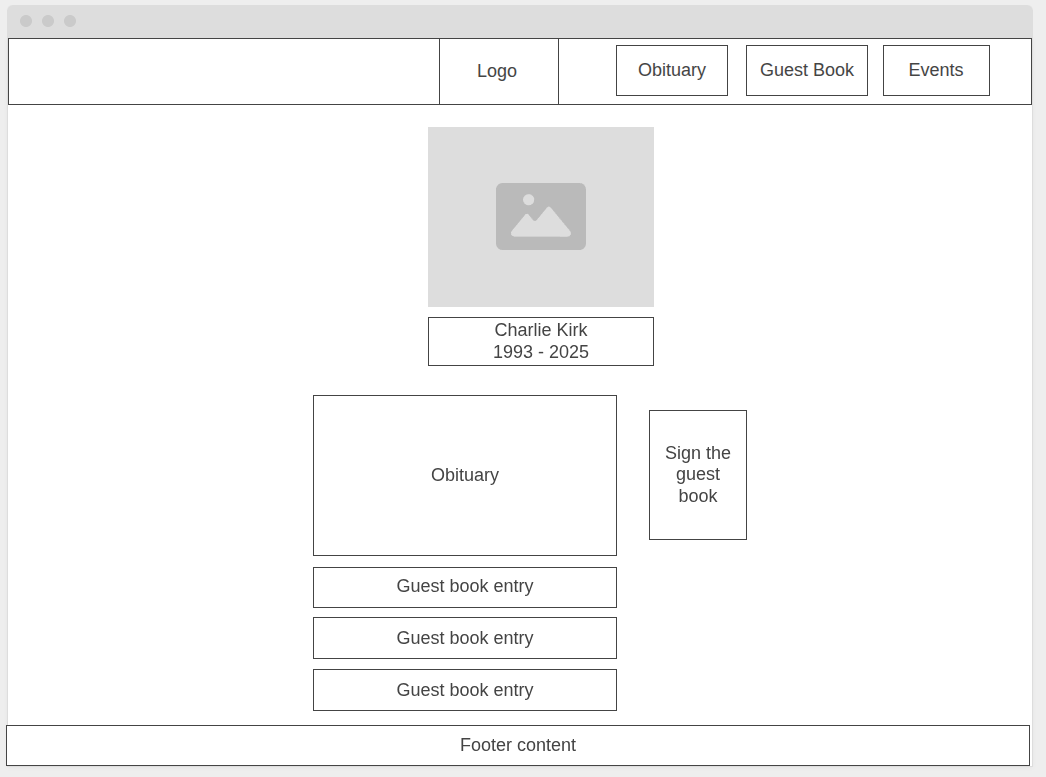 Logo
Obituary
Guest Book
Events
Charlie Kirk
1993 - 2025
Obituary
Sign the
guest
book
Guest book entry
Guest book entry
Guest book entry
Footer content